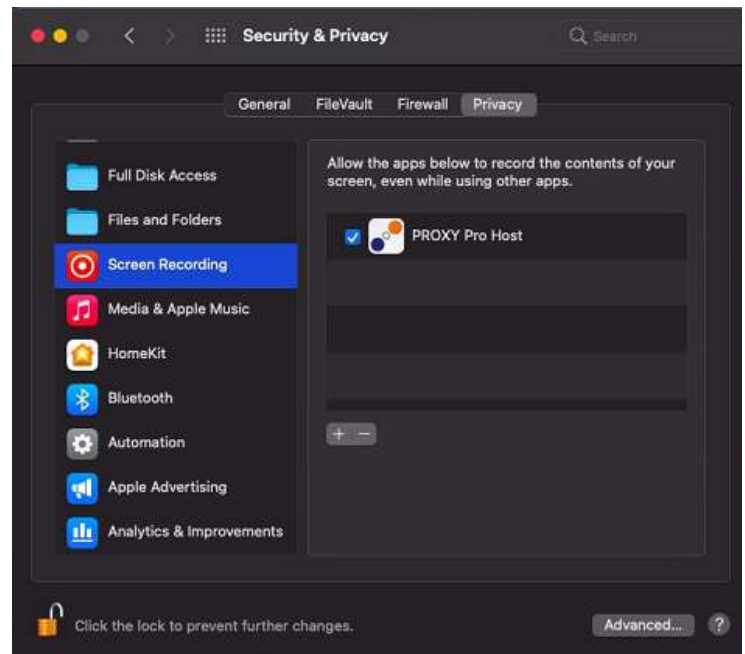 Security & Privacy
Search
General FileVault Firewall Privacy
Full Disk Access
Files and Folders
Screen Recording
Media & Apple Music
HomeKit
Bluetooth
Automation
Apple Advertising
Analytics & Improvements
Allow the apps below to record the contents of your
screen, even while using other apps.
PROXY Pro Host
+ −
Click the lock to prevent further changes.
Advanced... ?